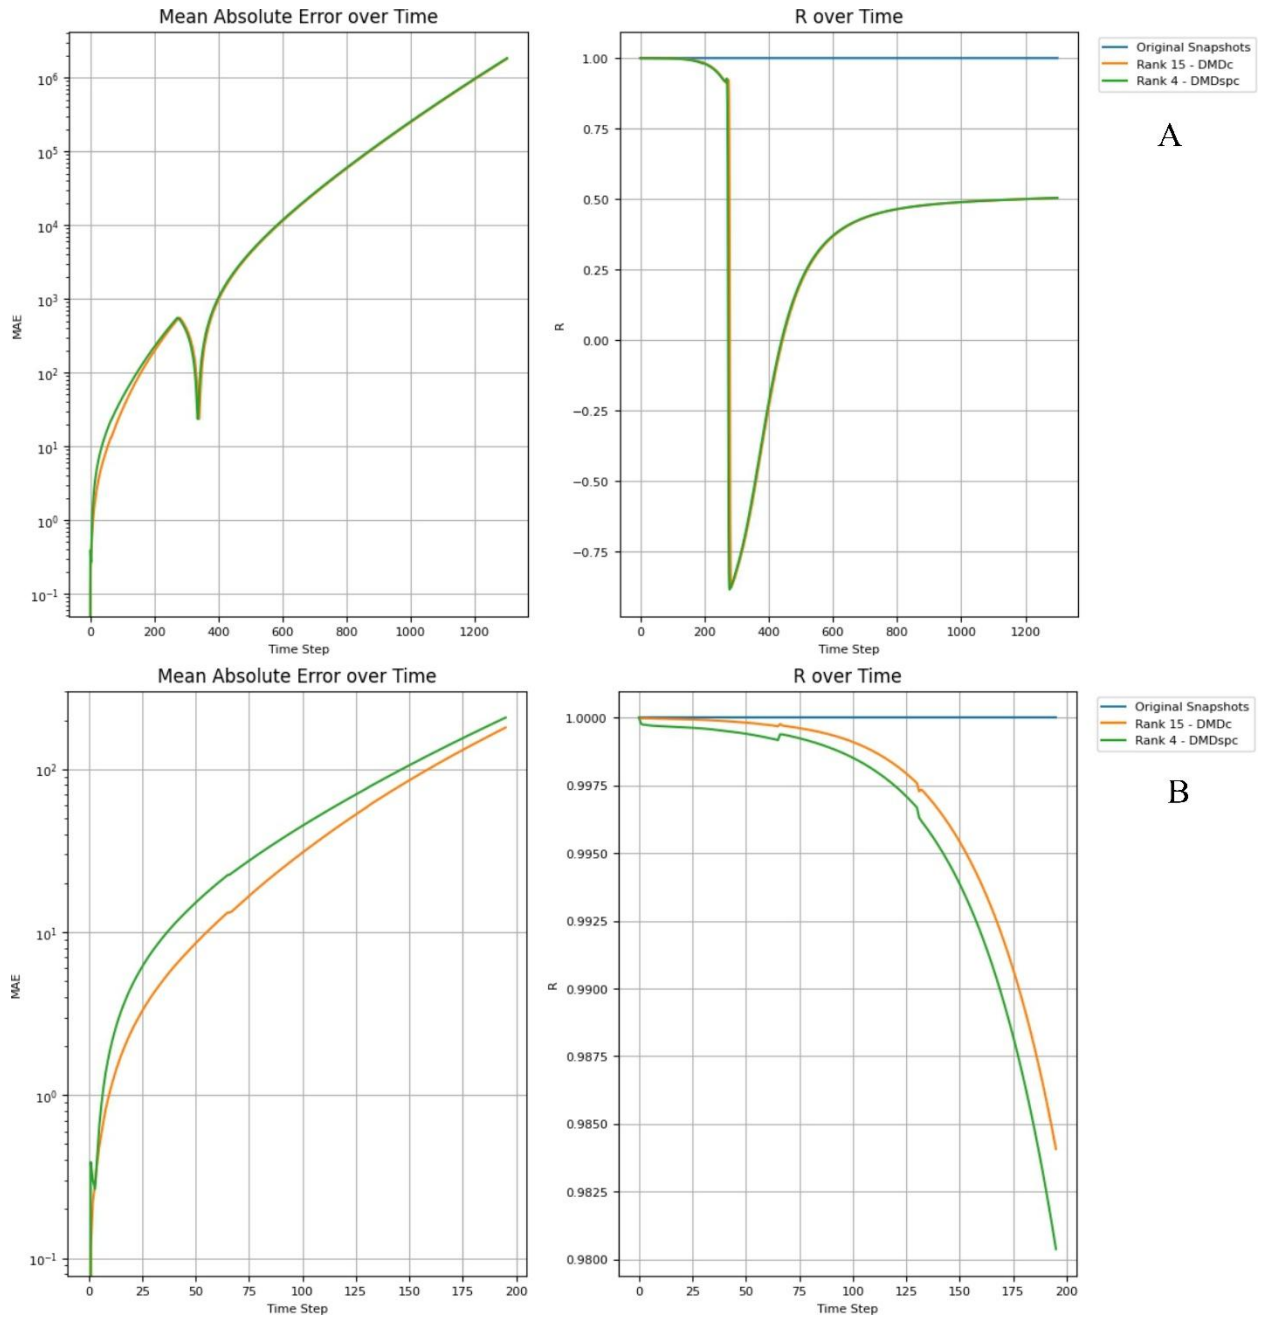 Mean Absolute Error over Time
R over Time
10⁶
10⁵
10⁴
10³
10²
10¹
10⁰
10⁻¹
MAE
0 200 400 600 800 1000 1200
Time Step
1.00
0.75
0.50
0.25
0.00
−0.25
−0.50
−0.75
R
0 200 400 600 800 1000 1200
Time Step
Original Snapshots
Rank 15 - DMDc
Rank 4 - DMDspc
A
Mean Absolute Error over Time
R over Time
10²
10¹
10⁰
10⁻¹
MAE
0 25 50 75 100 125 150 175 200
Time Step
1.0000
0.9975
0.9950
0.9925
0.9900
0.9875
0.9850
0.9825
0.9800
R
0 25 50 75 100 125 150 175 200
Time Step
Original Snapshots
Rank 15 - DMDc
Rank 4 - DMDspc
B